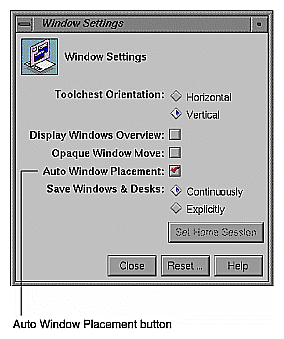 Window Settings
Window Settings
Toolchest Orientation: Horizontal
Vertical
Display Windows Overview:
Opaque Window Move:
Auto Window Placement:
Save Windows & Desks: Continuously
Explicitly
Set Home Session
Close Reset ... Help
Auto Window Placement button